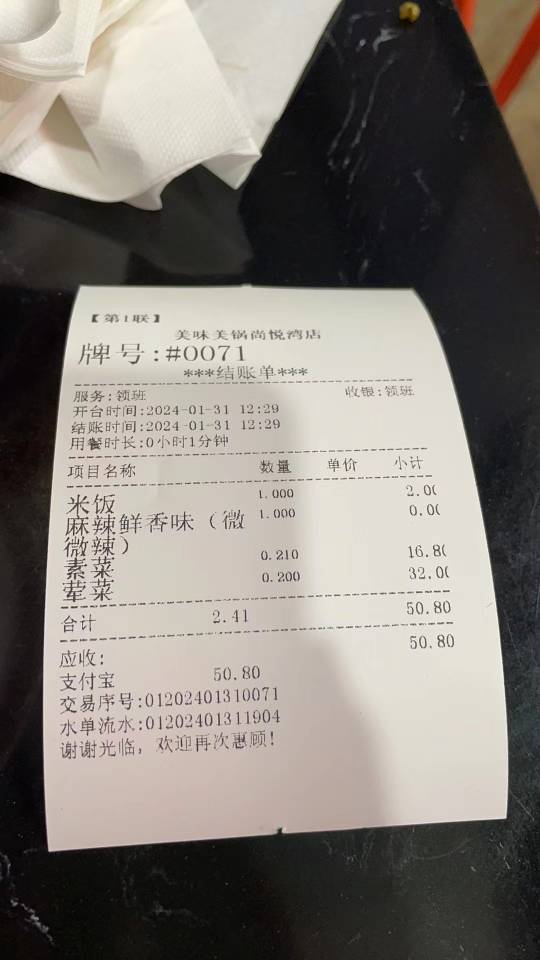 【第1联】
美味美锅尚悦湾店
牌号:#0071
***结账单***
服务:领班 收银:领班
开台时间:2024-01-31 12:29
结账时间:2024-01-31 12:29
用餐时长:0小时1分钟
项目名称 数量 单价 小计
米饭 1.000 2.00
麻辣鲜香味（微 1.000 0.00
微辣）
素菜 0.210 16.80
荤菜 0.200 32.00
合计 2.41 50.80
应收: 50.80
支付宝 50.80
交易序号:01202401310071
水单流水:01202401311904
谢谢光临, 欢迎再次惠顾!